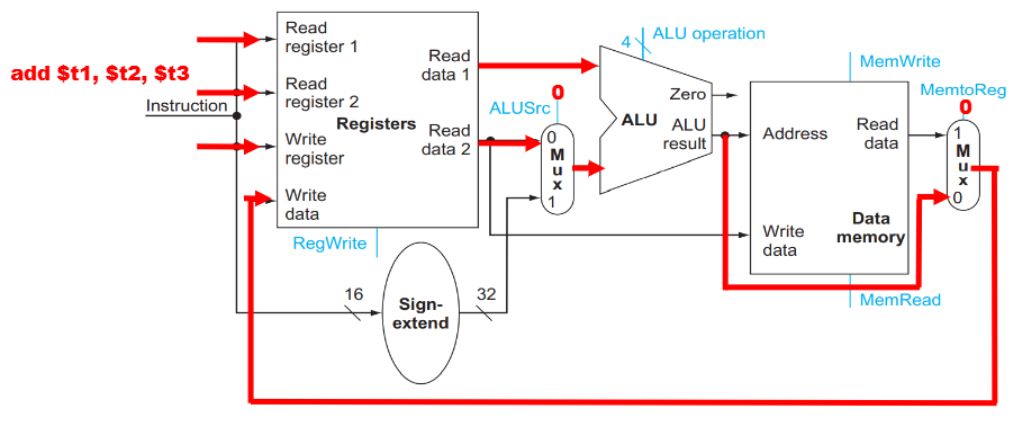 add $t1, $t2, $t3
Instruction
Read
register 1
Read
register 2
Write
register
Write
data
Registers
Read
data 1
Read
data 2
RegWrite
16
Sign-
extend
32
ALUSrc
0
0
M
u
x
1
4
ALU operation
Zero
ALU
ALU
result
MemWrite
Address
Read
data
Write
data
Data
memory
MemRead
MemtoReg
0
1
M
u
x
0